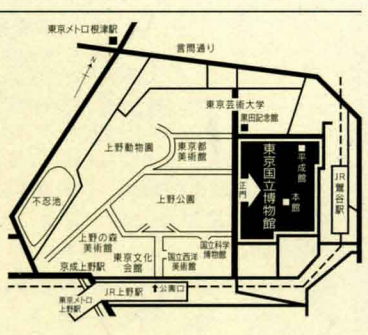 東京メトロ根津駅
言問通り
N
東京芸術大学
黒田記念館
上野動物園
東京都
美術館
平成館
東京国立博物館
本館
正門
JR
鶯谷駅
不忍池
上野公園
上野の森
美術館
東京文化
会館
国立西洋
美術館
国立科学
博物館
京成上野駅
JR上野駅
公園口
東京メトロ
上野駅